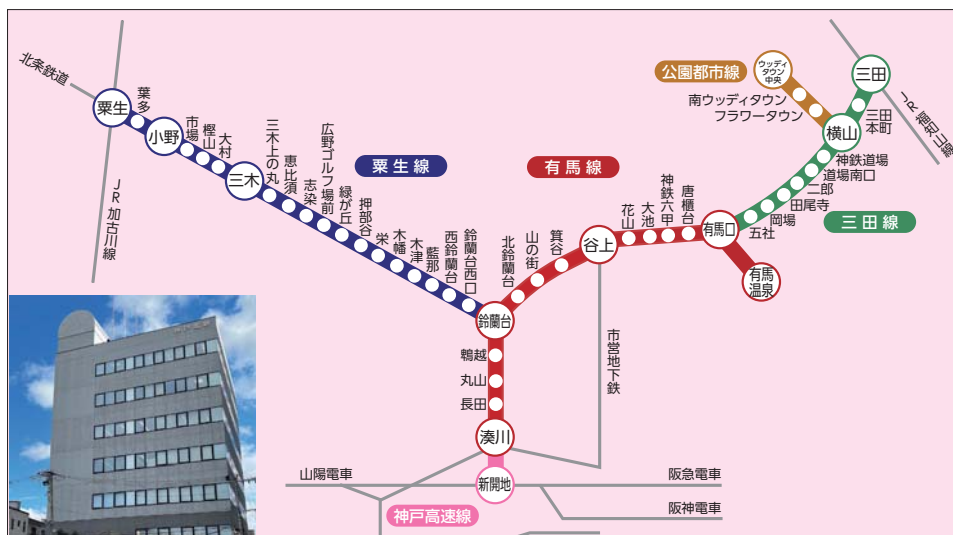 北条鉄道
粟生
葉多
小野
市場
樫山
大村
三木
三木上の丸
恵比須
志染
広野ゴルフ場前
緑が丘
押部谷
栄
木幡
木津
藍那
西鈴蘭台
鈴蘭台西口
鈴蘭台
粟生線
JR加古川線
有馬線
北鈴蘭台
山の街
箕谷
谷上
花山
大池
神鉄六甲
唐櫃台
有馬口
有馬
温泉
公園都市線
ウッディ
タウン
中央
南ウッディタウン
フラワータウン
横山
三田
三田
本町
JR福知山線
神鉄道場
道場南口
二郎
田尾寺
岡場
五社
三田線
市営地下鉄
鵯越
丸山
長田
湊川
新開地
神戸高速線
山陽電車
阪急電車
阪神電車